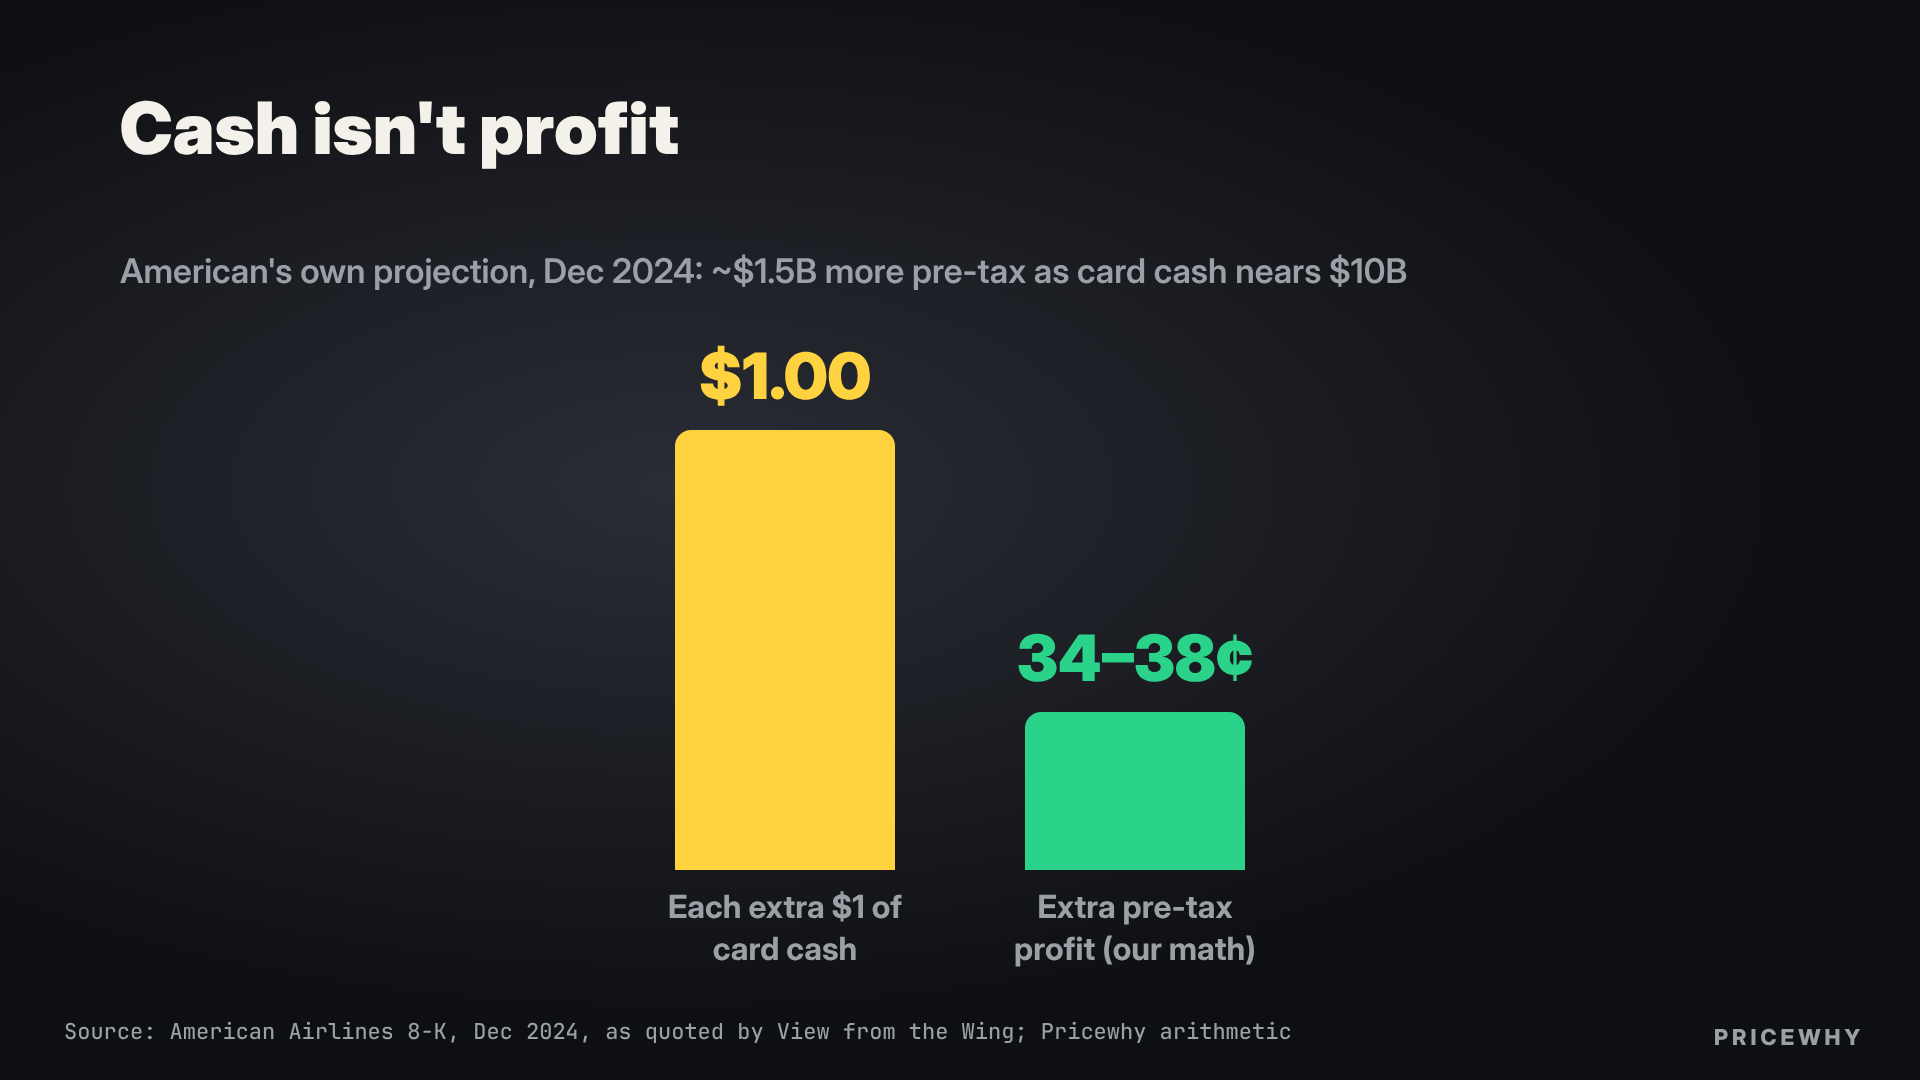 Cash isn't profit
American's own projection, Dec 2024: ~$1.5B more pre-tax as card cash nears $10B
$1.00
34–38¢
Each extra $1 of
card cash
Extra pre-tax
profit (our math)
Source: American Airlines 8-K, Dec 2024, as quoted by View from the Wing; Pricewhy arithmetic
PRICEWHY